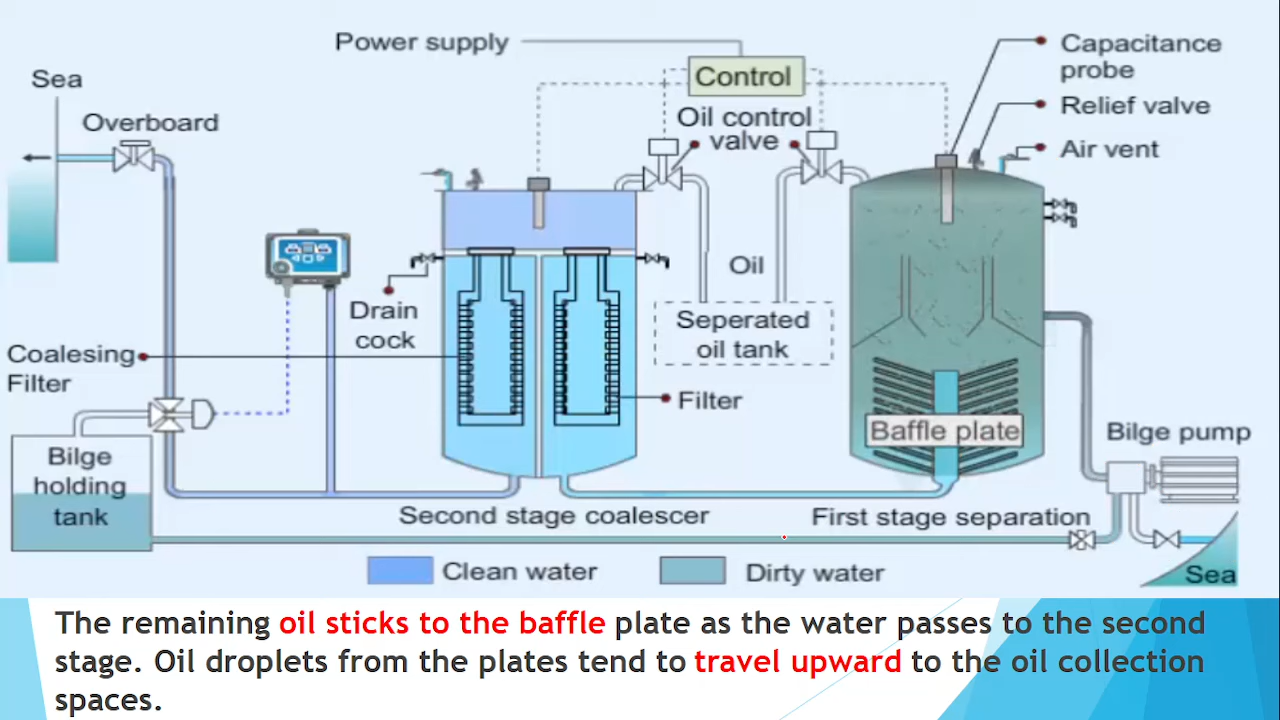 Power supply
Control
Capacitance
probe
Sea
Relief valve
Overboard
Oil control
valve
Air vent
Oil
Drain
cock
Seperated
oil tank
Coalesing
Filter
Filter
Baffle plate
Bilge pump
Bilge
holding
tank
Second stage coalescer
First stage separation
Sea
Clean water
Dirty water
The remaining oil sticks to the baffle plate as the water passes to the second
stage. Oil droplets from the plates tend to travel upward to the oil collection
spaces.